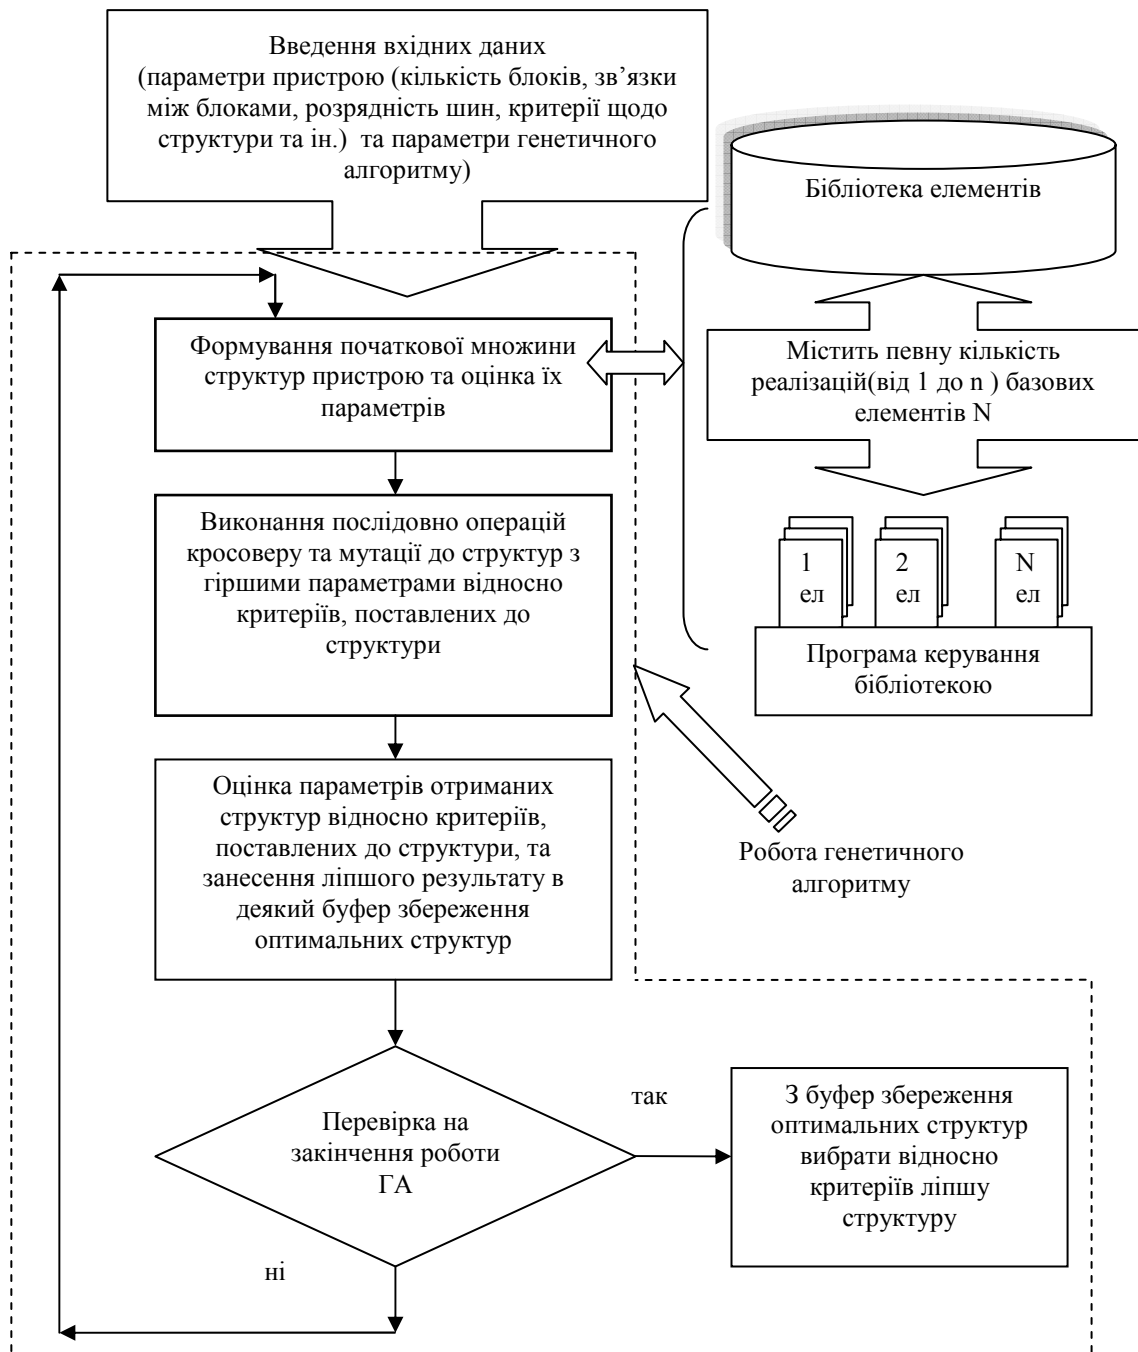 Введення вхідних даних
(параметри пристрою (кількість блоків, зв’язки
між блоками, розрядність шин, критерії щодо
структури та ін.) та параметри генетичного
алгоритму)
Бібліотека елементів
Формування початкової множини
структур пристрою та оцінка їх
параметрів
Містить певну кількість
реалізацій(від 1 до n ) базових
елементів N
Виконання послідовно операцій
кросоверу та мутації до структур з
гіршими параметрами відносно
критеріїв, поставлених до
структури
1
ел
2
ел
N
ел
Програма керування
бібліотекою
Оцінка параметрів отриманих
структур відносно критеріїв,
поставлених до структури, та
занесення ліпшого результату в
деякий буфер збереження
оптимальних структур
Робота генетичного
алгоритму
Перевірка на
закінчення роботи
ГА
так
З буфер збереження
оптимальних структур
вибрати відносно
критеріїв ліпшу
структуру
ні